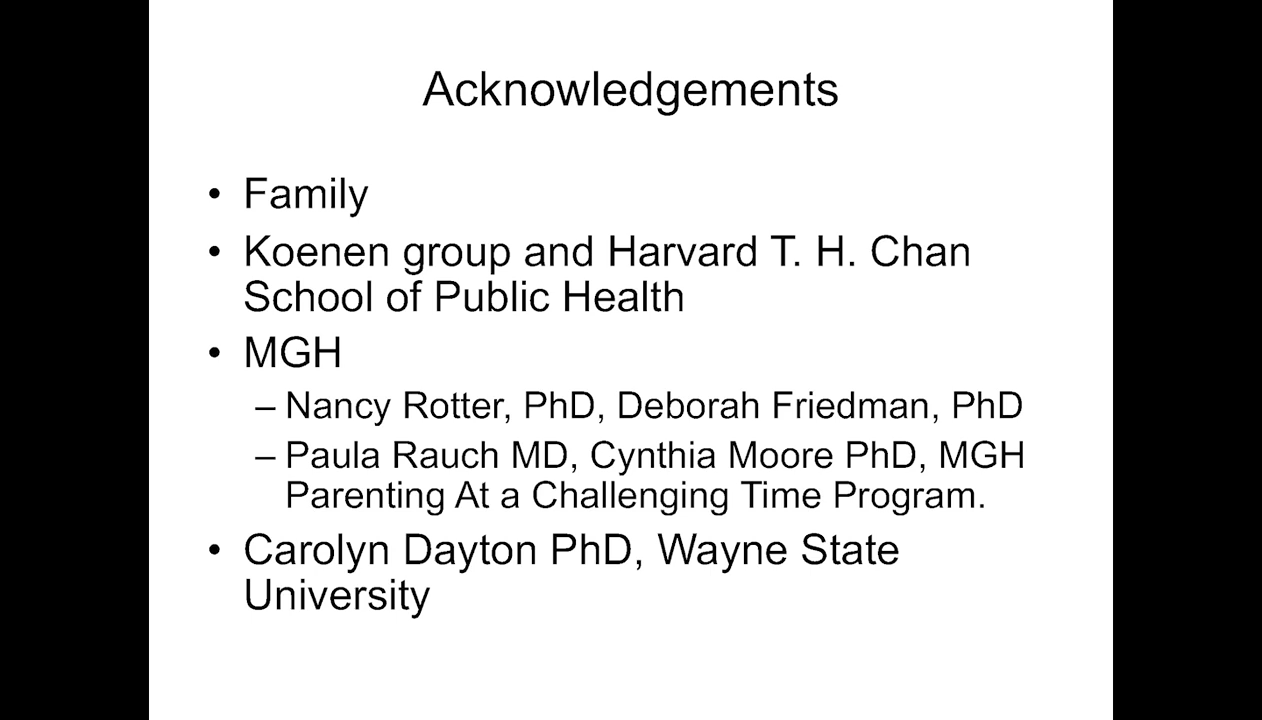 Acknowledgements
• Family
• Koenen group and Harvard T. H. Chan
School of Public Health
• MGH
– Nancy Rotter, PhD, Deborah Friedman, PhD
– Paula Rauch MD, Cynthia Moore PhD, MGH
Parenting At a Challenging Time Program.
• Carolyn Dayton PhD, Wayne State
University